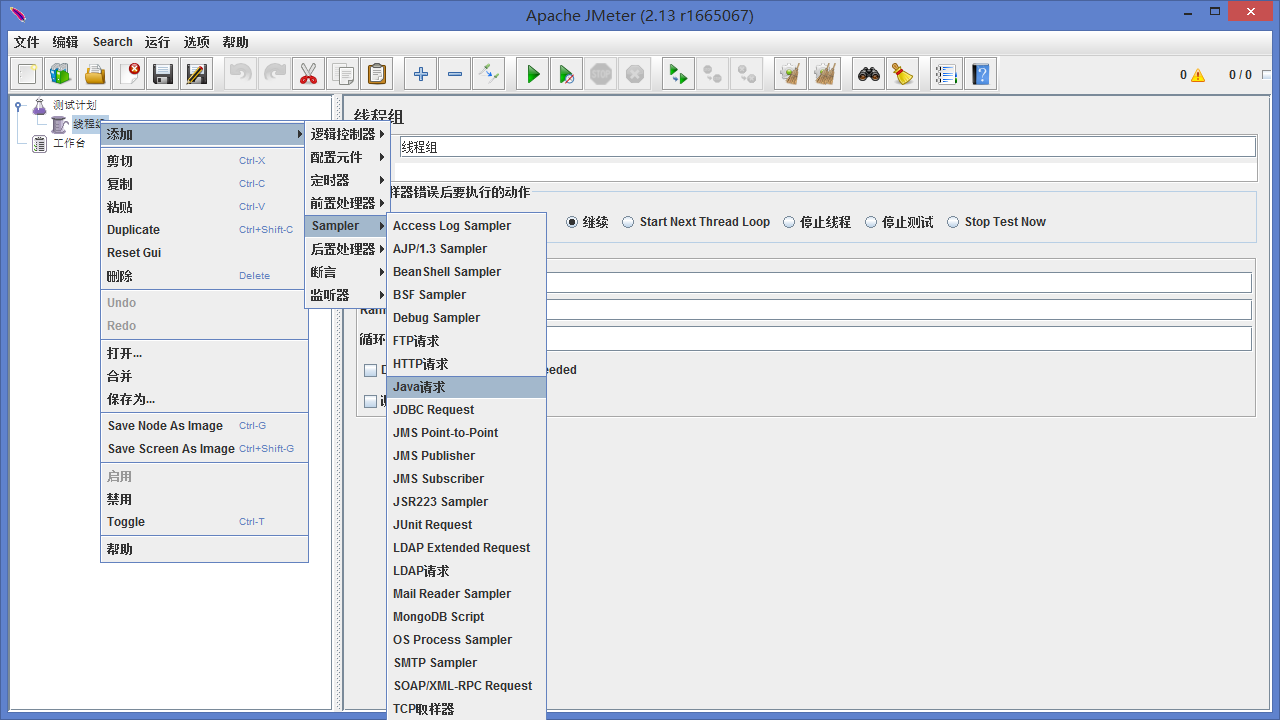 Apache JMeter (2.13 r1665067)
文件 编辑 Search 运行 选项 帮助
0 0 / 0
测试计划
线程组
工作台
添加
剪切 Ctrl-X
复制 Ctrl-C
粘贴 Ctrl-V
Duplicate Ctrl+Shift-C
Reset Gui
删除 Delete
Undo
Redo
打开...
合并
保存为...
Save Node As Image Ctrl-G
Save Screen As Image Ctrl+Shift-G
启用
禁用
Toggle Ctrl-T
帮助
逻辑控制器
配置元件
定时器
前置处理器
Sampler
后置处理器
断言
监听器
Access Log Sampler
AJP/1.3 Sampler
BeanShell Sampler
BSF Sampler
Debug Sampler
FTP请求
HTTP请求
Java请求
JDBC Request
JMS Point-to-Point
JMS Publisher
JMS Subscriber
JSR223 Sampler
JUnit Request
LDAP Extended Request
LDAP请求
Mail Reader Sampler
MongoDB Script
OS Process Sampler
SMTP Sampler
SOAP/XML-RPC Request
TCP取样器
线程组
线程组
样器错误后要执行的动作
继续 Start Next Thread Loop 停止线程 停止测试 Stop Test Now
循环
eeded